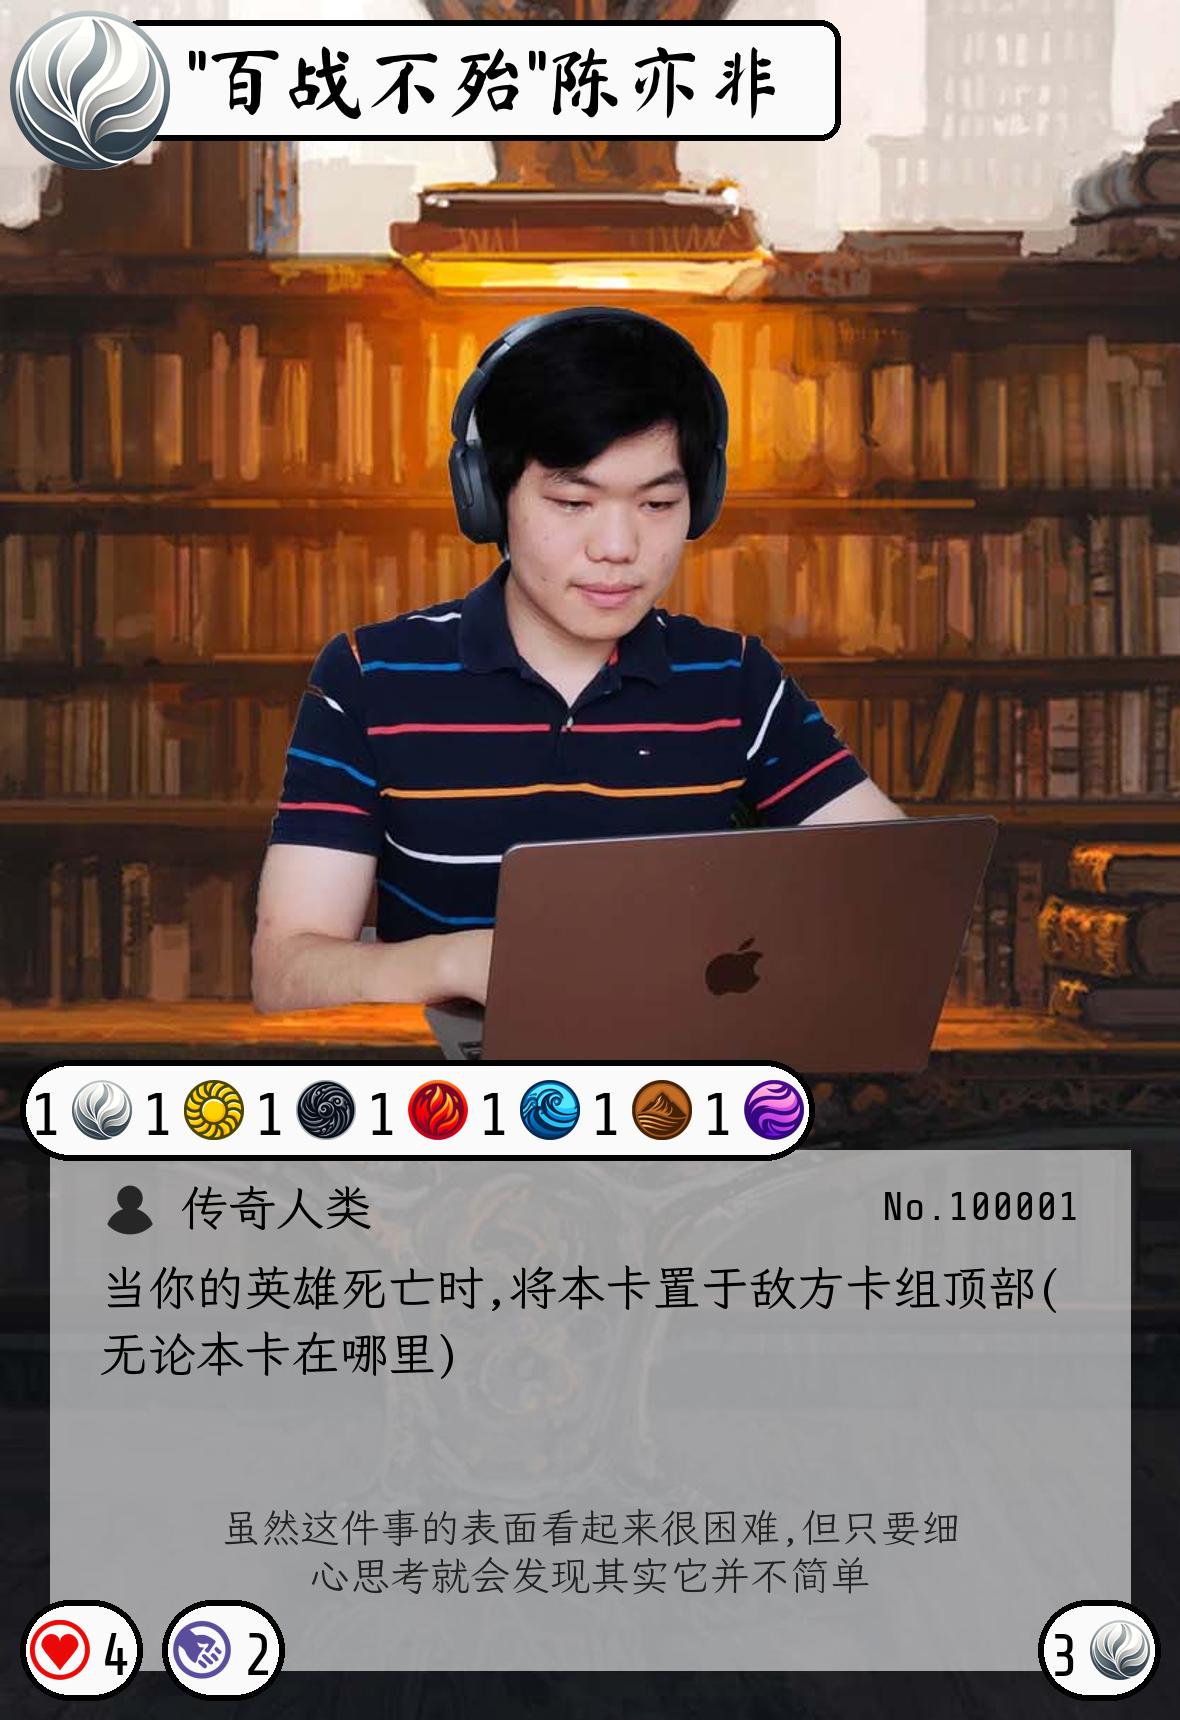 "百战不殆"陈亦非
1 1 1 1 1 1 1
传奇人类
No.100001
当你的英雄死亡时,将本卡置于敌方卡组顶部(
无论本卡在哪里)
虽然这件事的表面看起来很困难,但只要细
心思考就会发现其实它并不简单
4 2
3